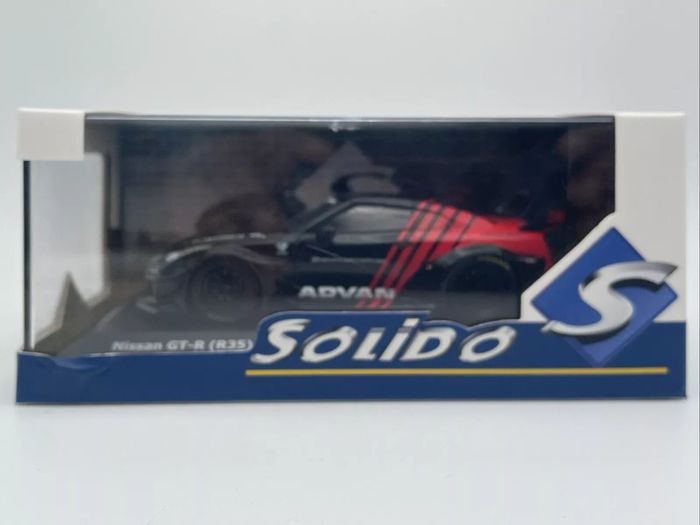 ADVAN
Nissan GT-R (R35)
SOLIDO
S